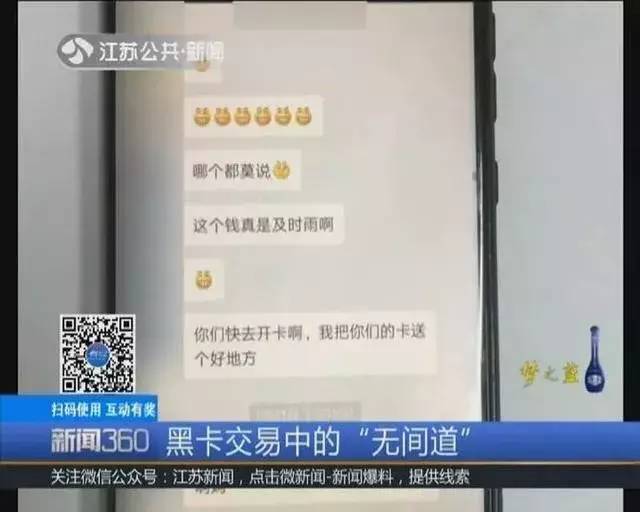 江苏公共·新闻
哪个都莫说
这个钱真是及时雨啊
你们快去开卡啊，我把你们的卡送
个好地方
梦之蓝
扫码使用 互动有奖
新闻360
黑卡交易中的“无间道”
关注微信公众号：江苏新闻，点击微新闻-新闻爆料，提供线索